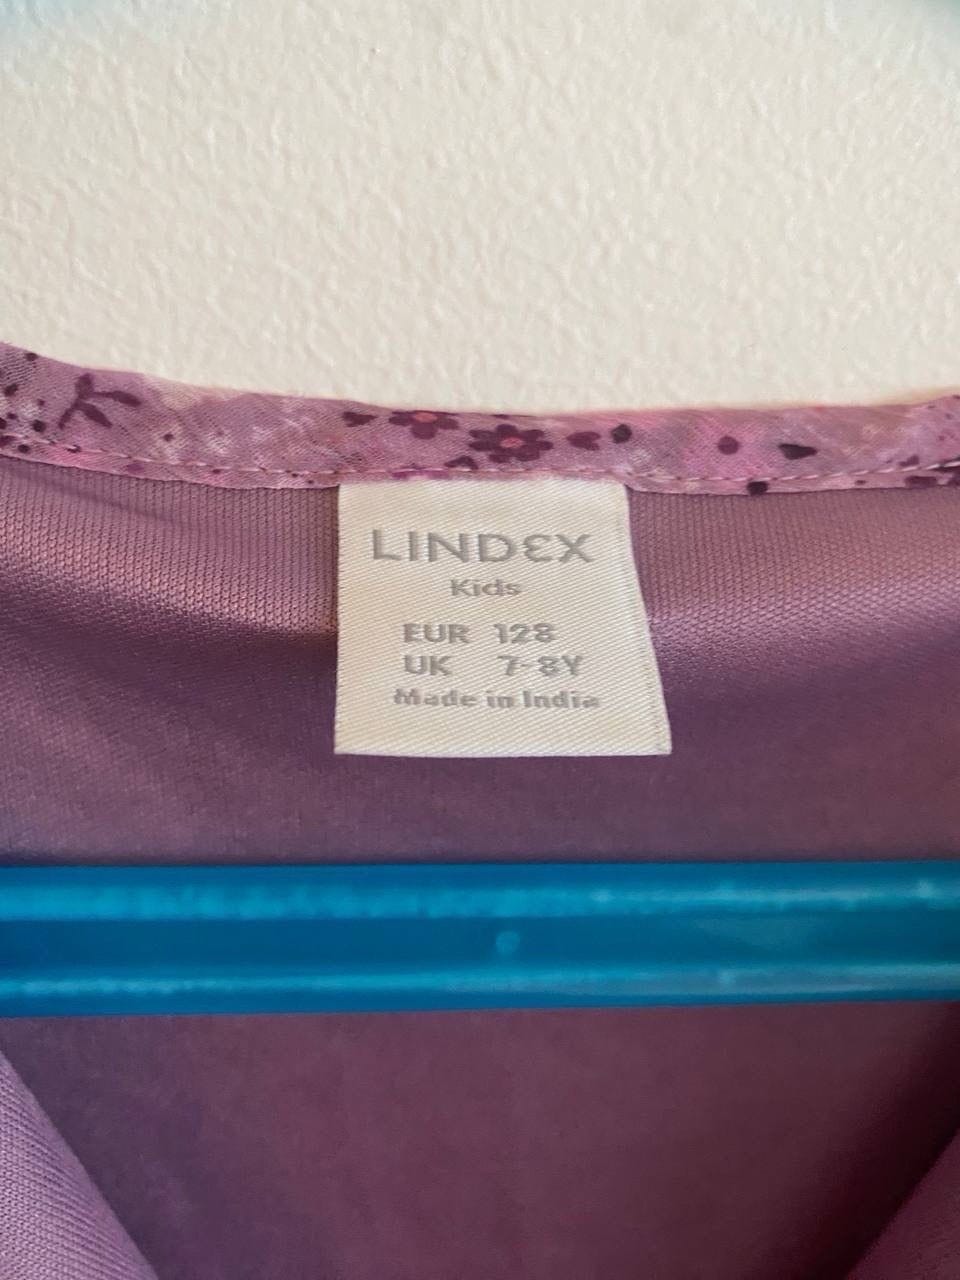 LINDEX
Kids
EUR 128
UK 7-8Y
Made in India